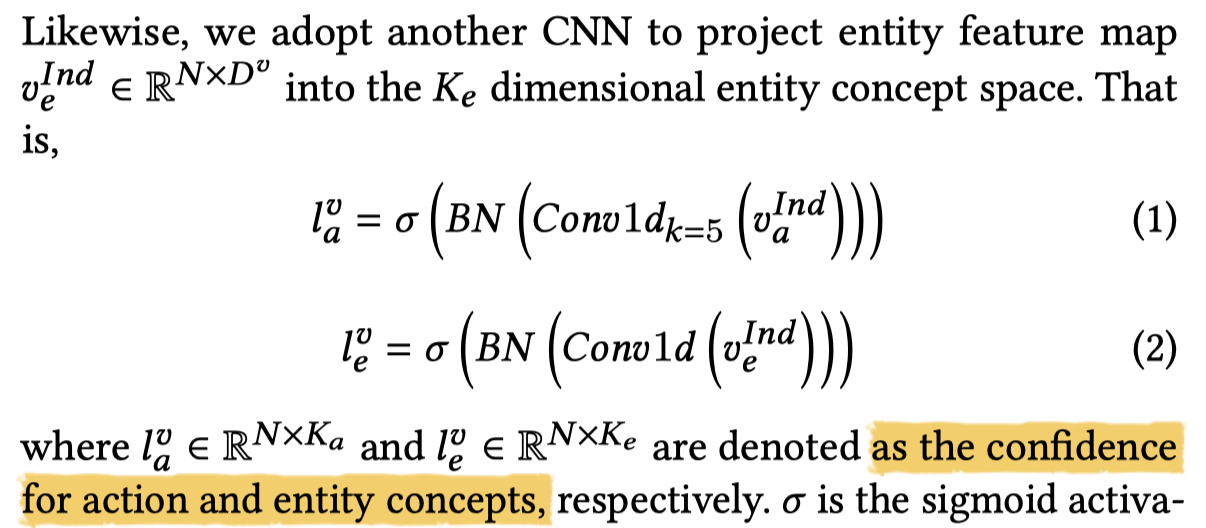 Likewise, we adopt another CNN to project entity feature map
$v_e^{Ind} \in \mathbb{R}^{N \times D^v}$ into the $K_e$ dimensional entity concept space. That
is,
$l_a^v = \sigma\left(BN\left(Conv1d_{k=5}\left(v_a^{Ind}\right)\right)\right)$ (1)
$l_e^v = \sigma\left(BN\left(Conv1d\left(v_e^{Ind}\right)\right)\right)$ (2)
where $l_a^v \in \mathbb{R}^{N \times K_a}$ and $l_e^v \in \mathbb{R}^{N \times K_e}$ are denoted as the confidence
for action and entity concepts, respectively. $\sigma$ is the sigmoid activa-